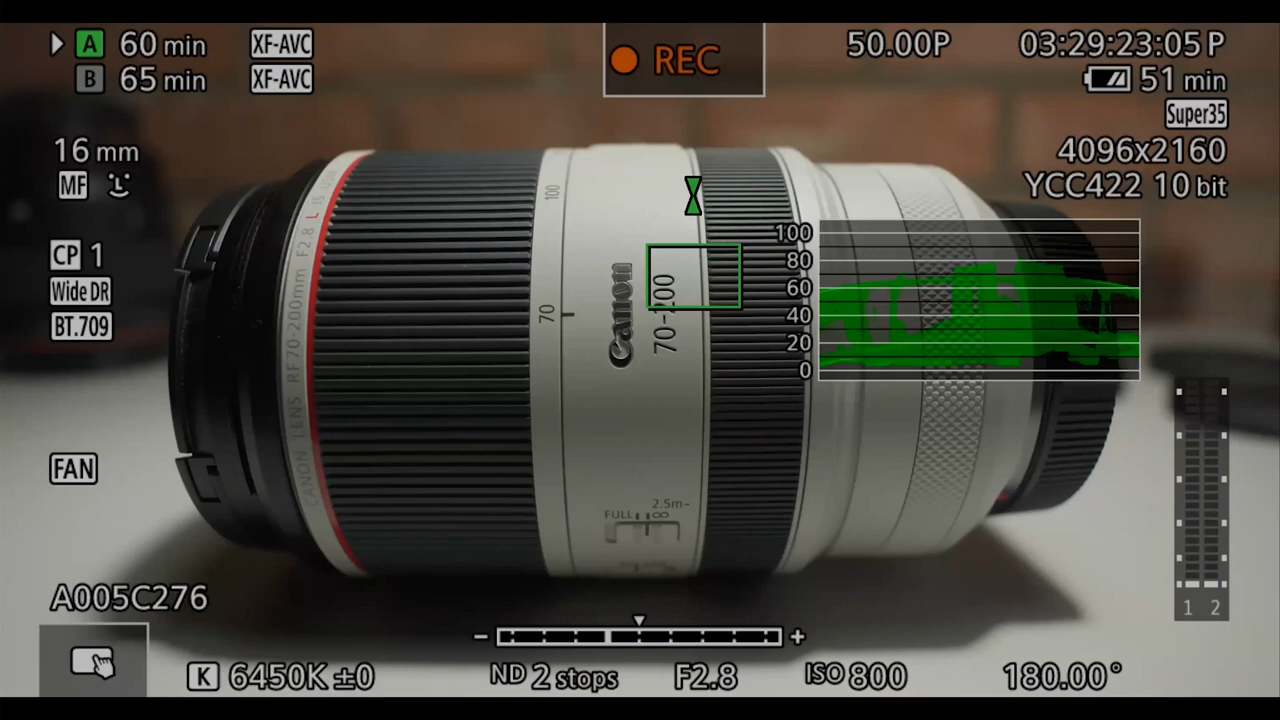 A 60 min XF-AVC
B 65 min XF-AVC
REC
50.00P
03:29:23:05 P
51 min
Super35
4096x2160
YCC422 10 bit
16 mm
MF
CP 1
Wide DR
BT.709
FAN
A005C276
100
80
60
40
20
0
CANON LENS RF 70-200mm F2.8 L IS USM
100
70
Canon
70-200
2.5m-
FULL ∞
1 2
- +
K 6450K ±0
ND 2 stops
F2.8
ISO 800
180.00°